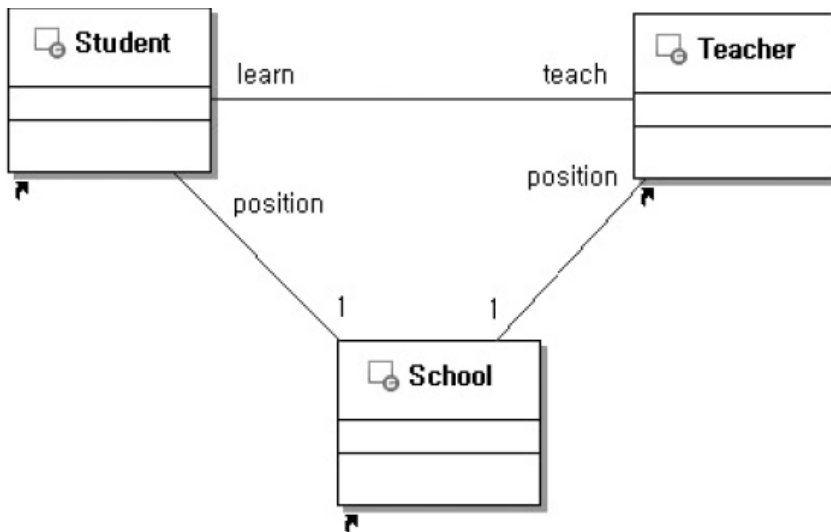 Student
Teacher
learn
teach
position
position
1
1
School